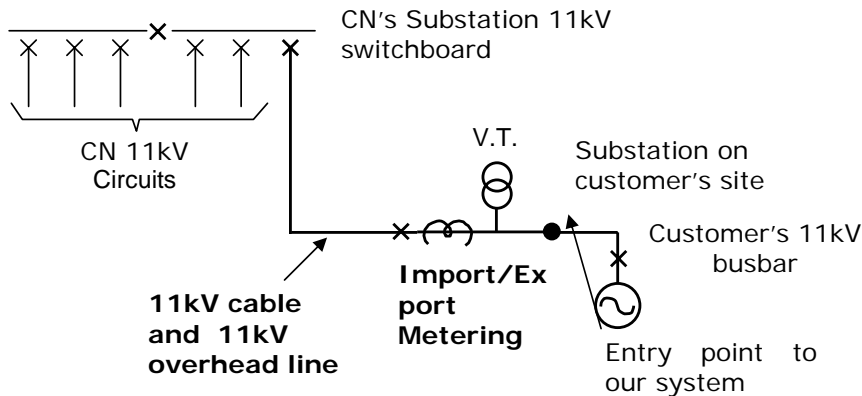 CN's Substation 11kV
switchboard
CN 11kV
Circuits
V.T.
Substation on
customer's site
Customer's 11kV
busbar
Import/Ex
port
Metering
11kV cable
and 11kV
overhead line
Entry point to
our system